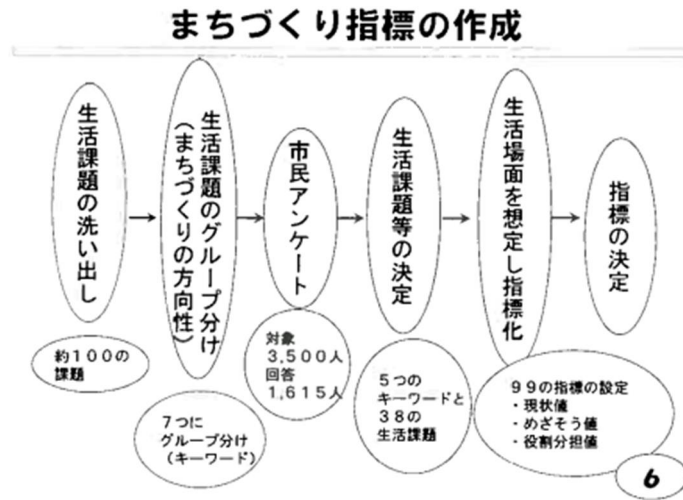 まちづくり指標の作成
生活課題の洗い出し
生活課題のグループ分け
（まちづくりの方向性）
市民アンケート
生活課題等の決定
生活場面を想定し指標化
指標の決定
約１００の
課題
７つに
グループ分け
（キーワード）
対象
３,５００人
回答
１,６１５人
５つの
キーワードと
３８の
生活課題
９９の指標の設定
・現状値
・めざそう値
・役割分担値
6